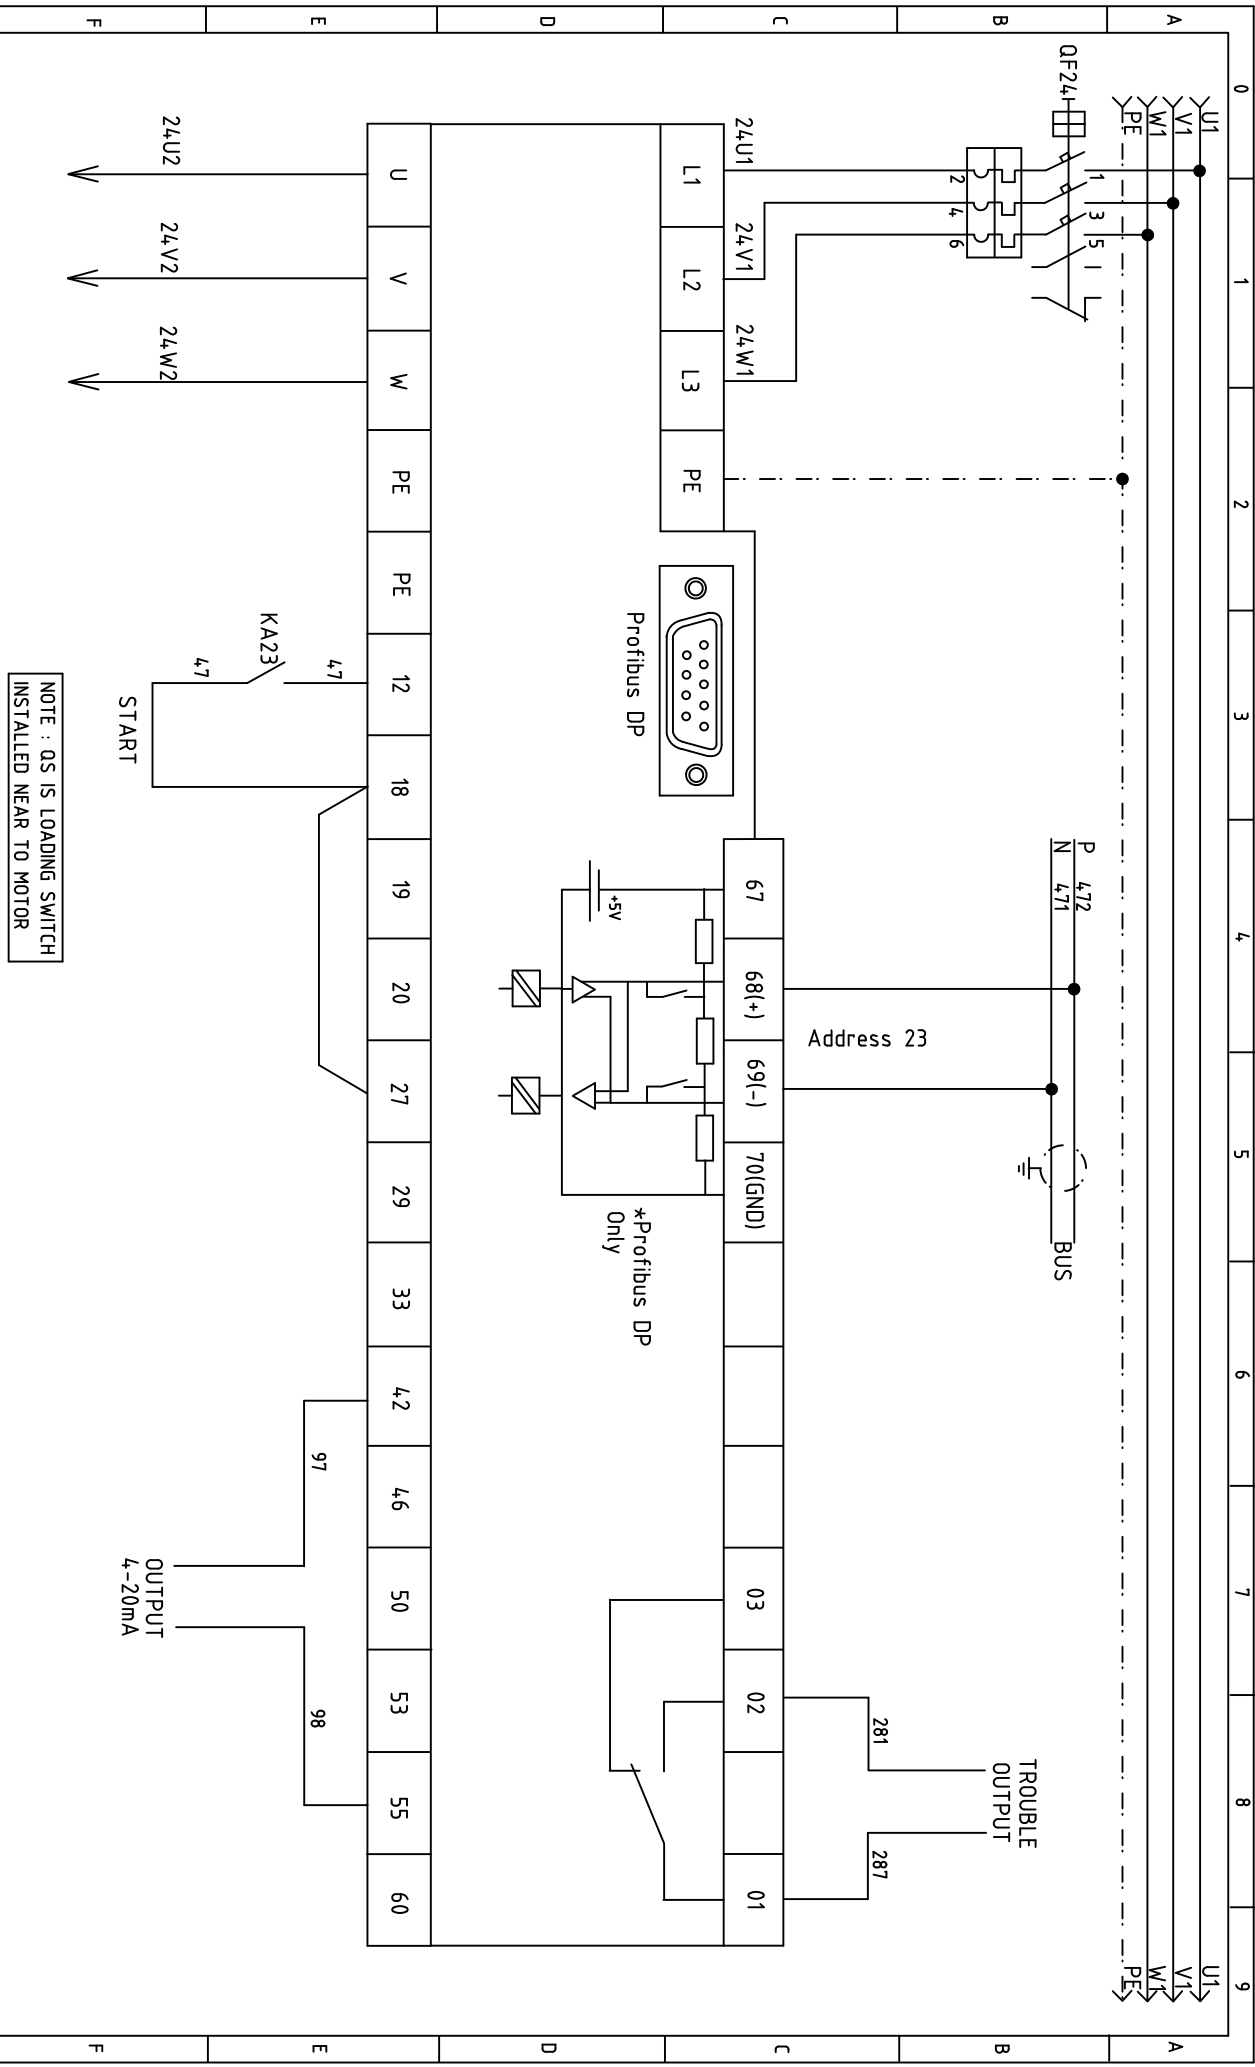 0 1 2 3 4 5 6 7 8 9
A
B
C
D
E
F
A
B
C
D
E
F
U1
V1
W1
PE
U1
V1
W1
PE
QF24
1 3 5
2 4 6
P 472
N 471
BUS
Address 23
TROUBLE
OUTPUT
281
287
24U1
24V1
24W1
L1 L2 L3 PE
67 68(+) 69(-) 70(GND) 03 02 01
Profibus DP
+5V
*Profibus DP
Only
U V W PE PE 12 18 19 20 27 29 33 42 46 50 53 55 60
24U2
24V2
24W2
47
KA23
47
START
97
98
OUTPUT
4-20mA
NOTE : QS IS LOADING SWITCH
INSTALLED NEAR TO MOTOR